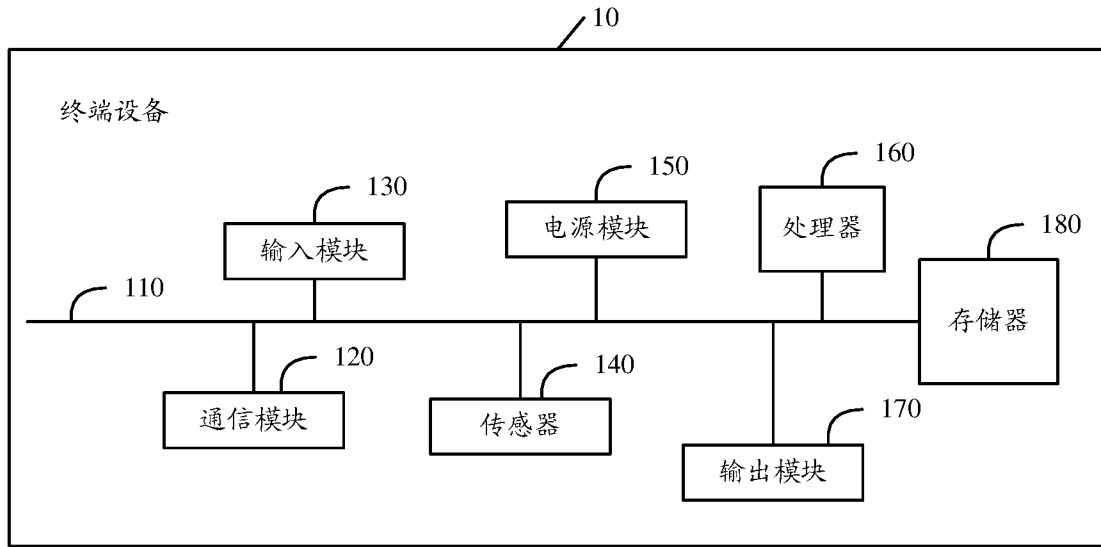 10
终端设备
130
输入模块
150
电源模块
160
处理器
180
存储器
110
120
通信模块
140
传感器
170
输出模块